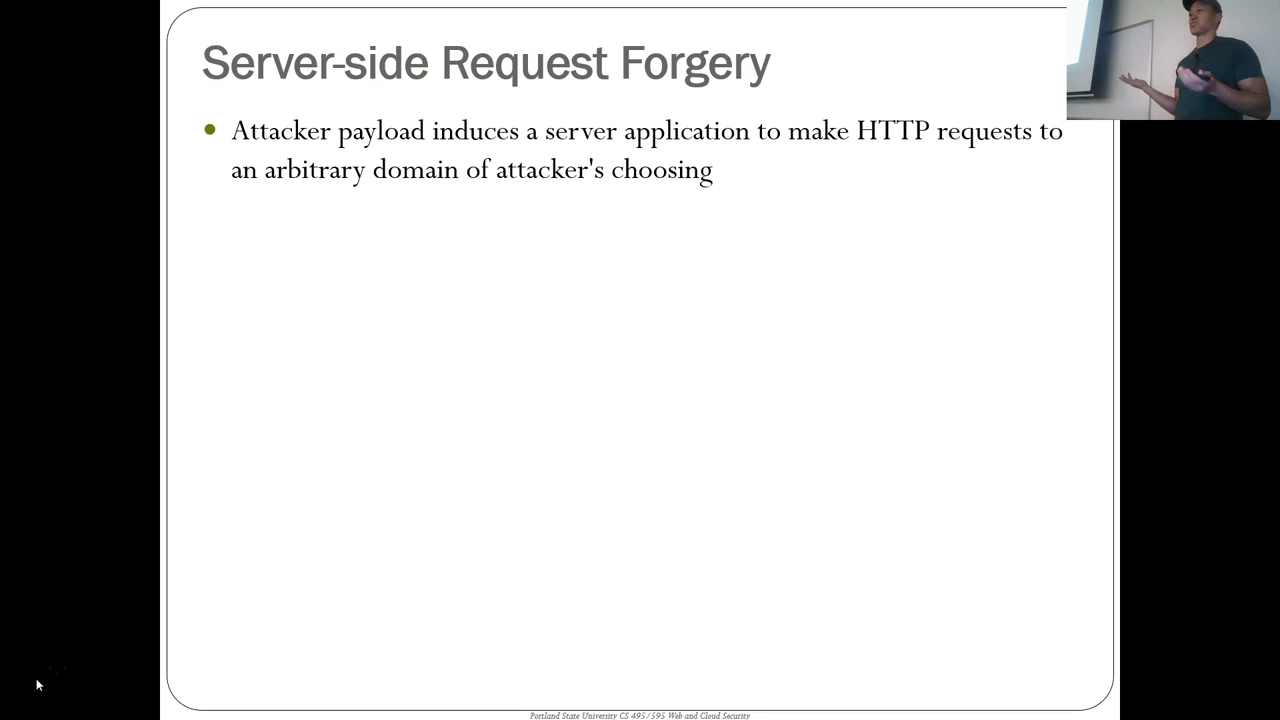 Server-side Request Forgery
Attacker payload induces a server application to make HTTP requests to
an arbitrary domain of attacker's choosing
Portland State University CS 495/595 Web and Cloud Security